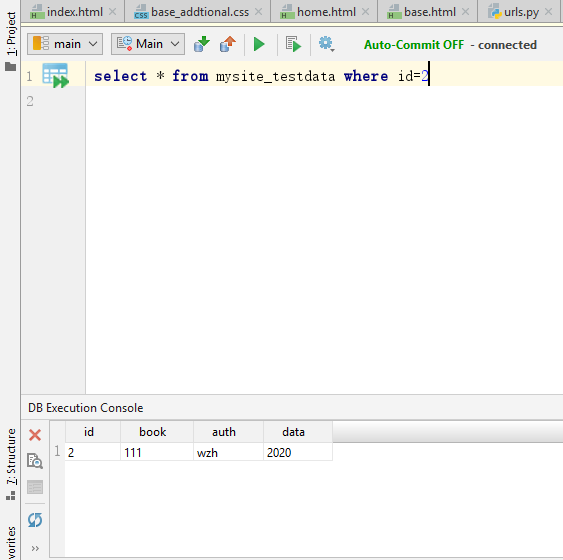 index.html
base_addtional.css
home.html
base.html
urls.py
1: Project
main
Main
Auto-Commit OFF - connected
1 select * from mysite_testdata where id=2
2
DB Execution Console
id book auth data
1 2 111 wzh 2020
7: Structure
vorites